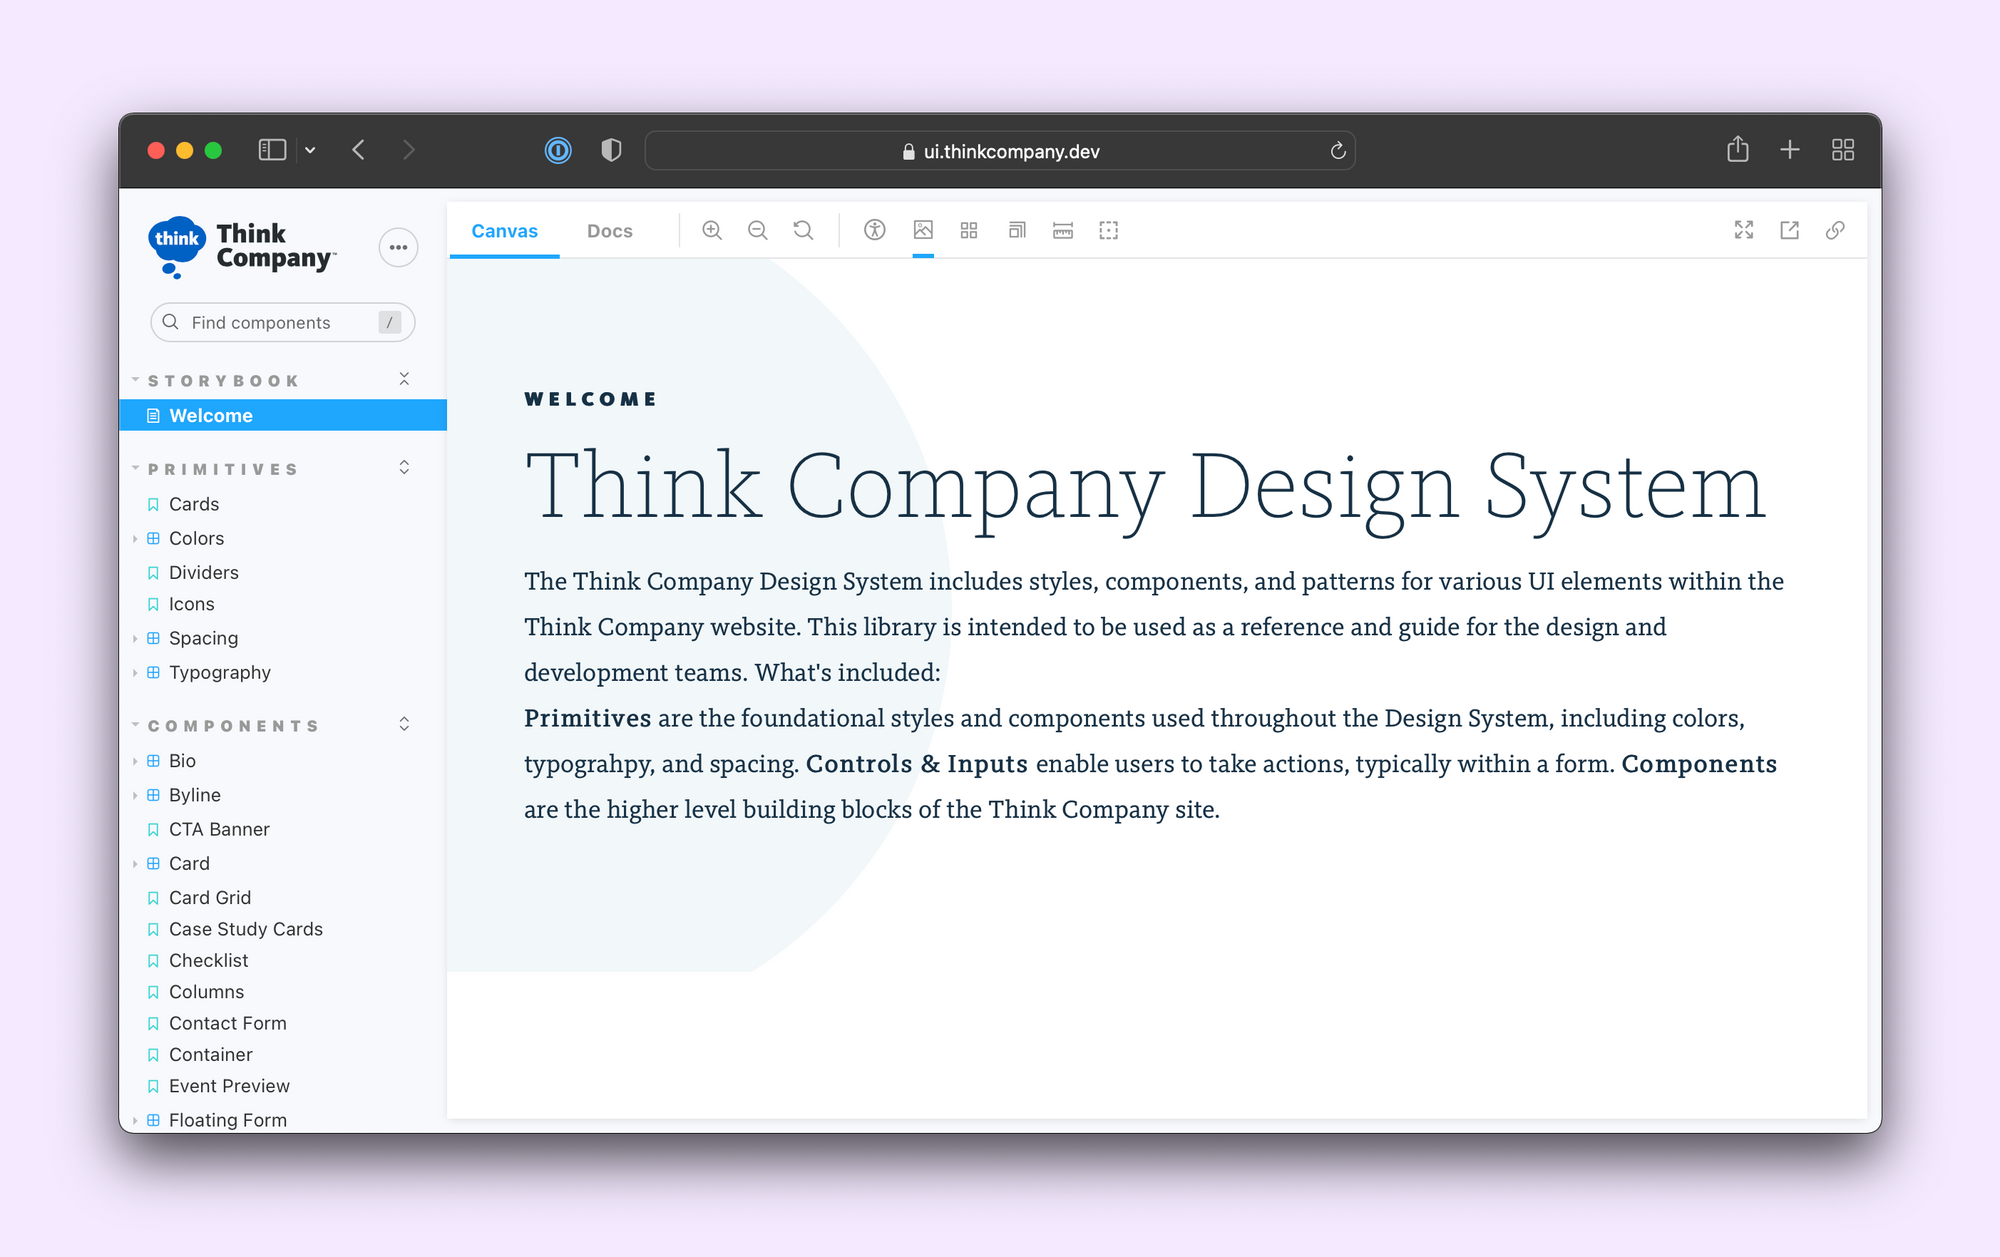 ui.thinkcompany.dev
think
Think
Company™
Find components
/
STORYBOOK
Welcome
PRIMITIVES
Cards
Colors
Dividers
Icons
Spacing
Typography
COMPONENTS
Bio
Byline
CTA Banner
Card
Card Grid
Case Study Cards
Checklist
Columns
Contact Form
Container
Event Preview
Floating Form
Canvas
Docs
WELCOME
Think Company Design System
The Think Company Design System includes styles, components, and patterns for various UI elements within the
Think Company website. This library is intended to be used as a reference and guide for the design and
development teams. What's included:
Primitives are the foundational styles and components used throughout the Design System, including colors,
typograhpy, and spacing. Controls & Inputs enable users to take actions, typically within a form. Components
are the higher level building blocks of the Think Company site.